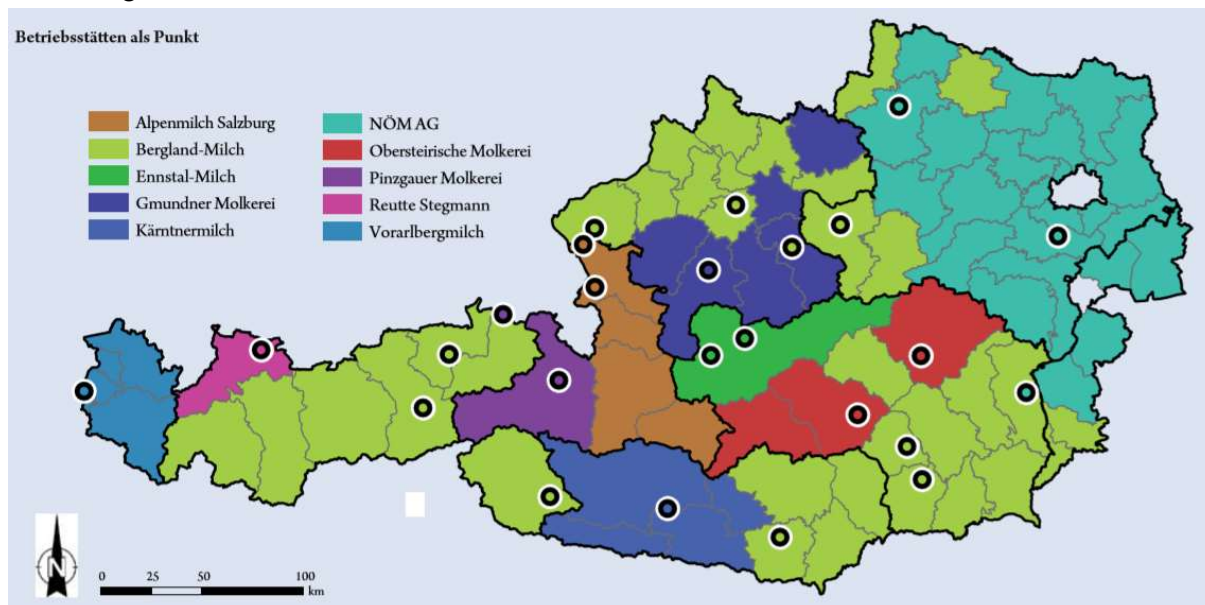 Betriebsstätten als Punkt
Alpenmilch Salzburg
Bergland-Milch
Ennstal-Milch
Gmundner Molkerei
Kärntnermilch
NÖM AG
Obersteirische Molkerei
Pinzgauer Molkerei
Reutte Stegmann
Vorarlbergmilch
N
0 25 50 100
km